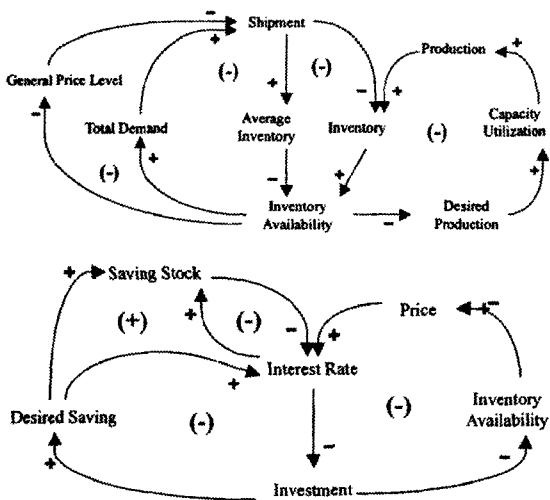 Shipment
General Price Level
Total Demand
Average
Inventory
Inventory
Production
Capacity
Utilization
Inventory
Availability
Desired
Production
(-)
(-)
(-)
(-)
-
+
+
-
+
+
-
+
-
+
-
-
+
+
Saving Stock
Price
Interest Rate
Desired Saving
Inventory
Availability
Investment
(+)
(-)
(-)
(-)
+
+
-
+
+
-
+
-
-
+